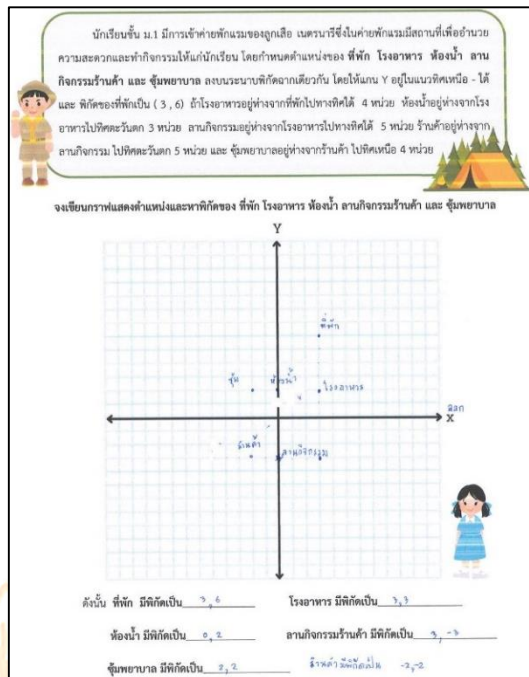 นักเรียนชั้น ม.1 มีการเข้าค่ายพักแรมของลูกเสือ เนตรนารีซึ่งในค่ายพักแรมมีสถานที่เพื่ออำนวย
ความสะดวกและทำกิจกรรมให้แก่นักเรียน โดยกำหนดตำแหน่งของ ที่พัก โรงอาหาร ห้องน้ำ ลาน
กิจกรรมร้านค้า และ ซุ้มพยาบาล ลงบนระนาบพิกัดฉากเดียวกัน โดยให้แกน Y อยู่ในแนวทิศเหนือ - ใต้
และ พิกัดของที่พักเป็น ( 3 , 6) ถ้าโรงอาหารอยู่ห่างจากที่พักไปทางทิศใต้ 4 หน่วย ห้องน้ำอยู่ห่างจากโรง
อาหารไปทิศตะวันตก 3 หน่วย ลานกิจกรรมอยู่ห่างจากโรงอาหารไปทางทิศใต้ 5 หน่วย ร้านค้าอยู่ห่างจาก
ลานกิจกรรม ไปทิศตะวันตก 5 หน่วย และ ซุ้มพยาบาลอยู่ห่างจากร้านค้า ไปทิศเหนือ 4 หน่วย
จงเขียนกราฟแสดงตำแหน่งและหาพิกัดของ ที่พัก โรงอาหาร ห้องน้ำ ลานกิจกรรมร้านค้า และ ซุ้มพยาบาล
Y
ที่พัก
ซุ้ม ห้องน้ำ โรงอาหาร
X
ร้านค้า ลานกิจกรรม
ดังนั้น ที่พัก มีพิกัดเป็น 3,6 โรงอาหาร มีพิกัดเป็น 3,3
ห้องน้ำ มีพิกัดเป็น 0,2 ลานกิจกรรมร้านค้า มีพิกัดเป็น 3,-3
ซุ้มพยาบาล มีพิกัดเป็น 2,2 ร้านค้า มีพิกัดเป็น -2,-2